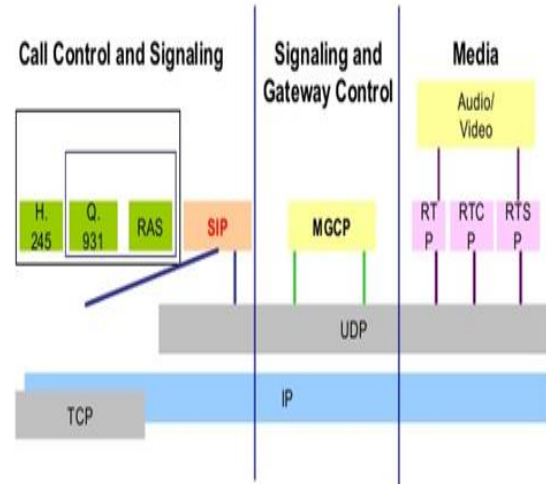 Call Control and Signaling
Signaling and
Gateway Control
Media
Audio/
Video
H.
245
Q.
931
RAS
SIP
MGCP
RT
P
RTC
P
RTS
P
UDP
IP
TCP